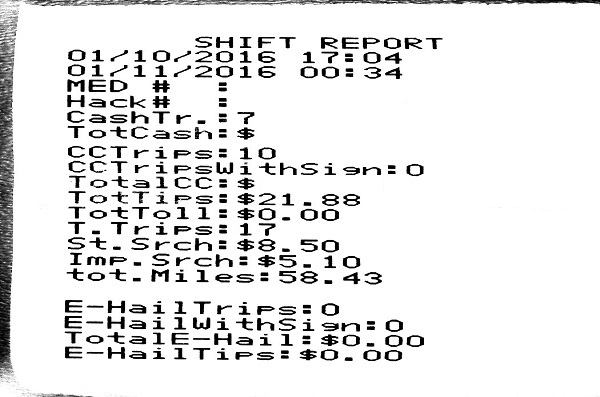 SHIFT REPORT
01/10/2016 17:04
01/11/2016 00:34
MED # :
Hack# :
CashTr.:7
TotCash:$
CCTrips:10
CCTripsWithSign:0
TotalCC:$
TotTips:$21.88
TotToll:$0.00
T.Trips:17
St.Srch:$8.50
Imp.Srch:$5.10
tot.Miles:58.43
E-HailTrips:0
E-HailWithSign:0
TotalE-Hail:$0.00
E-HailTips:$0.00